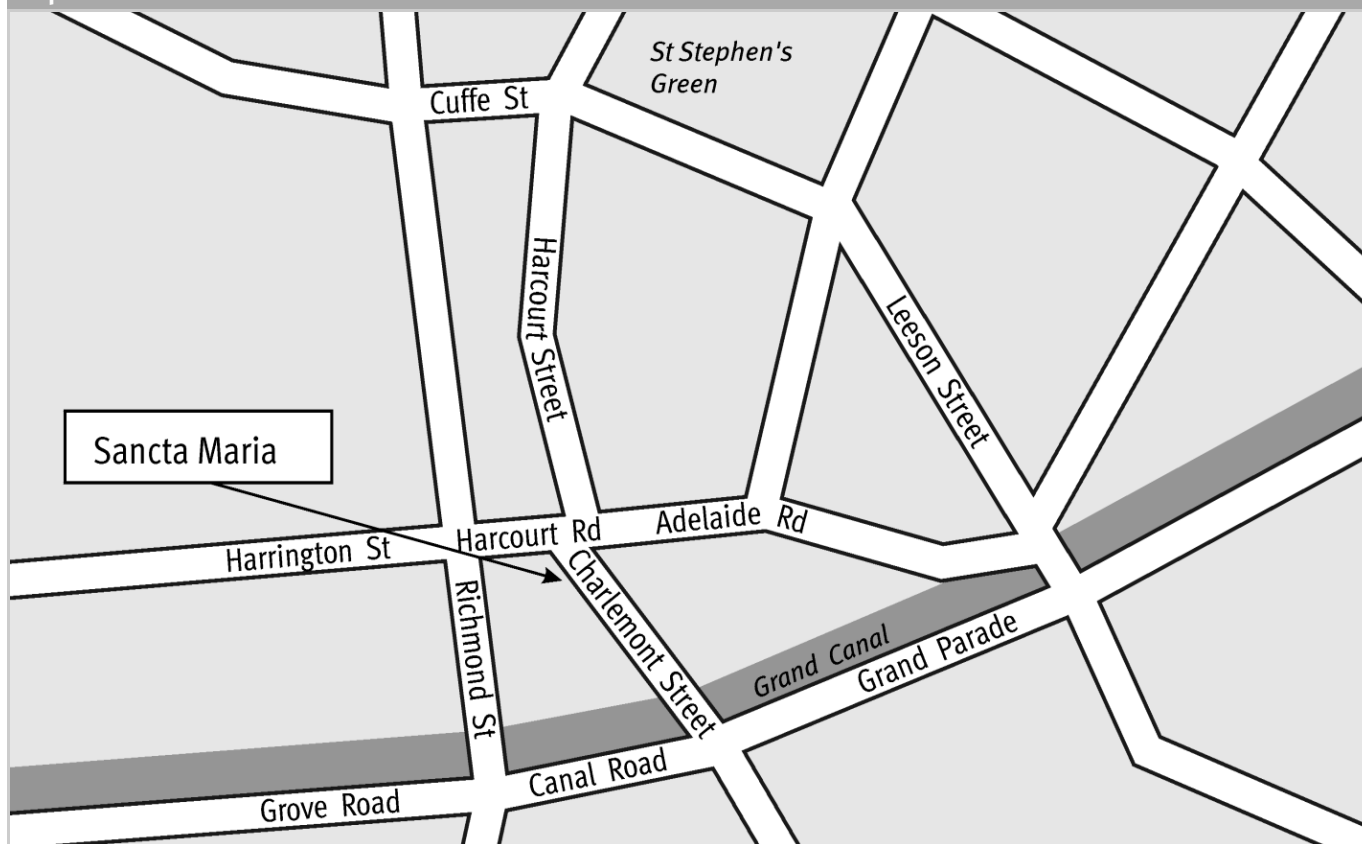 St Stephen's
Green
Cuffe St
Harcourt Street
Leeson Street
Sancta Maria
Harrington St
Harcourt Rd
Adelaide Rd
Charlemont Street
Richmond St
Grand Canal
Grand Parade
Canal Road
Grove Road